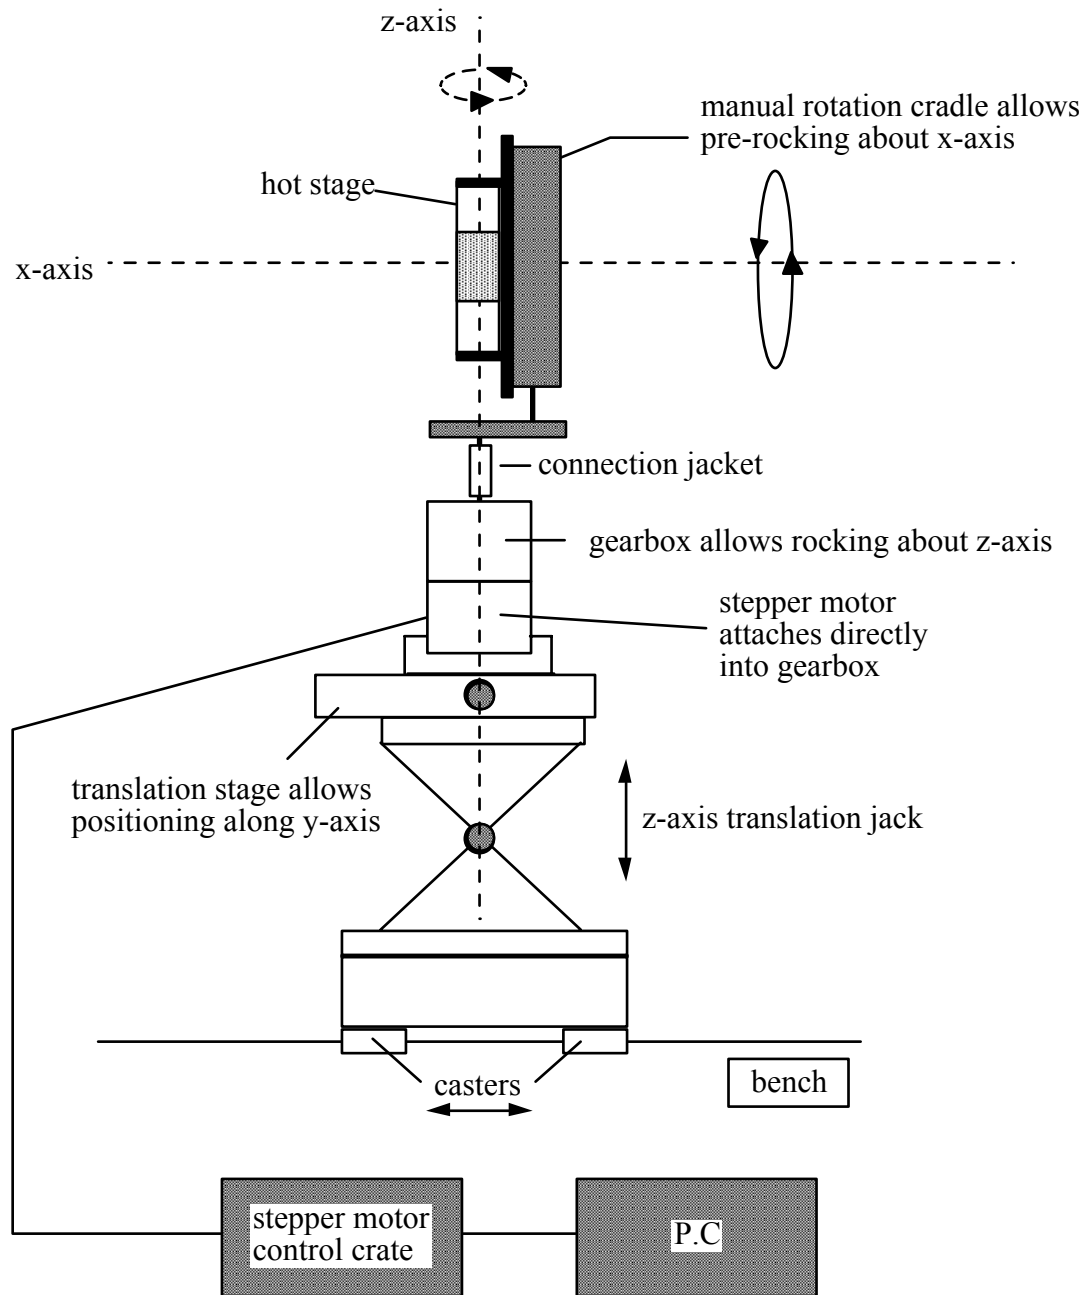 z-axis
manual rotation cradle allows
pre-rocking about x-axis
hot stage
x-axis
connection jacket
gearbox allows rocking about z-axis
stepper motor
attaches directly
into gearbox
translation stage allows
positioning along y-axis
z-axis translation jack
casters
bench
stepper motor
control crate
P.C